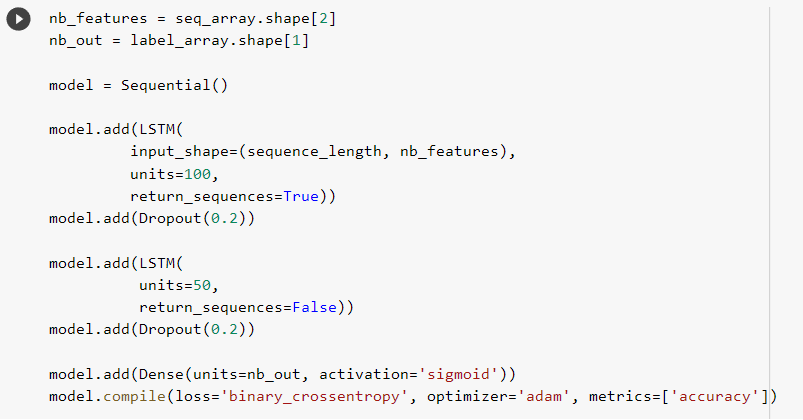 nb_features = seq_array.shape[2]
nb_out = label_array.shape[1]
model = Sequential()
model.add(LSTM(
input_shape=(sequence_length, nb_features),
units=100,
return_sequences=True))
model.add(Dropout(0.2))
model.add(LSTM(
units=50,
return_sequences=False))
model.add(Dropout(0.2))
model.add(Dense(units=nb_out, activation='sigmoid'))
model.compile(loss='binary_crossentropy', optimizer='adam', metrics=['accuracy'])